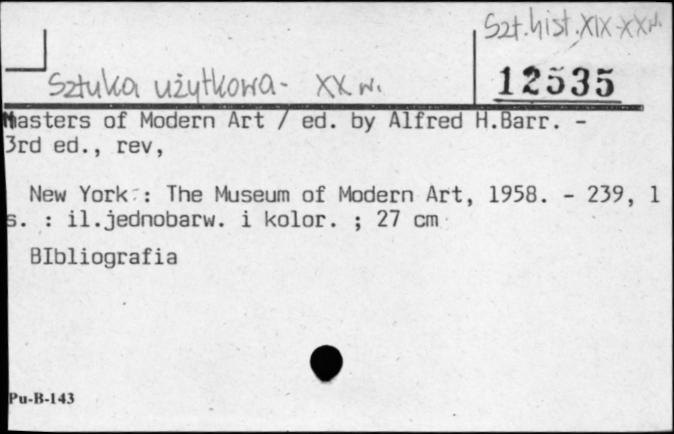 Szt.hist.XIX-XXw.
Sztuka użytkowa - XX w.
12535
Masters of Modern Art / ed. by Alfred H.Barr. -
3rd ed., rev,
New York : The Museum of Modern Art, 1958. - 239, 1
s. : il.jednobarw. i kolor. ; 27 cm
BIbliografia
Pu-B-143